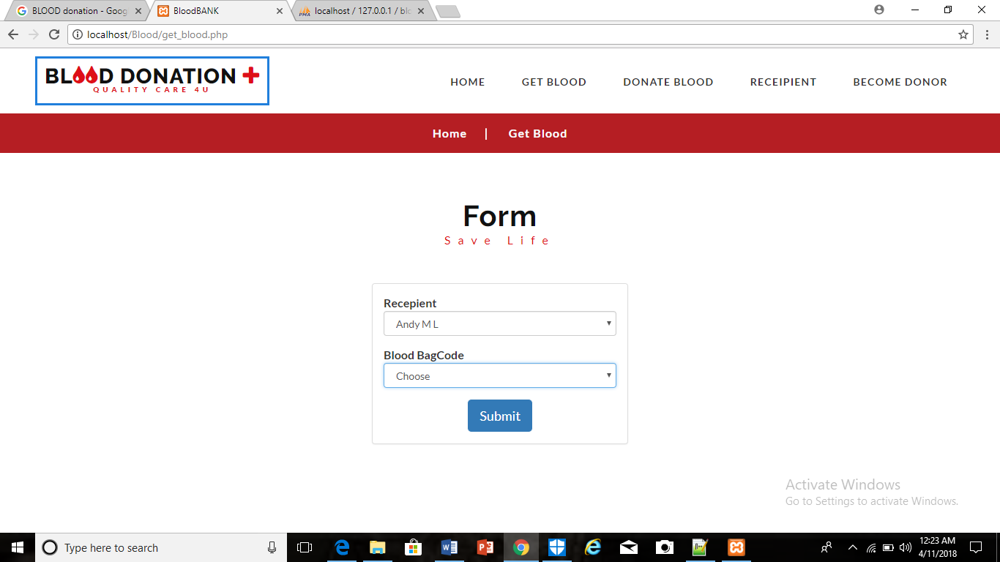 BLOOD donation - Goog
BloodBANK
localhost / 127.0.0.1 / blo
localhost/Blood/get_blood.php
BLOOD DONATION
QUALITY CARE 4U
HOME
GET BLOOD
DONATE BLOOD
RECEIPIENT
BECOME DONOR
Home | Get Blood
Form
Save Life
Recepient
Andy M L
Blood BagCode
Choose
Submit
Activate Windows
Go to Settings to activate Windows.
Type here to search
12:23 AM
4/11/2018